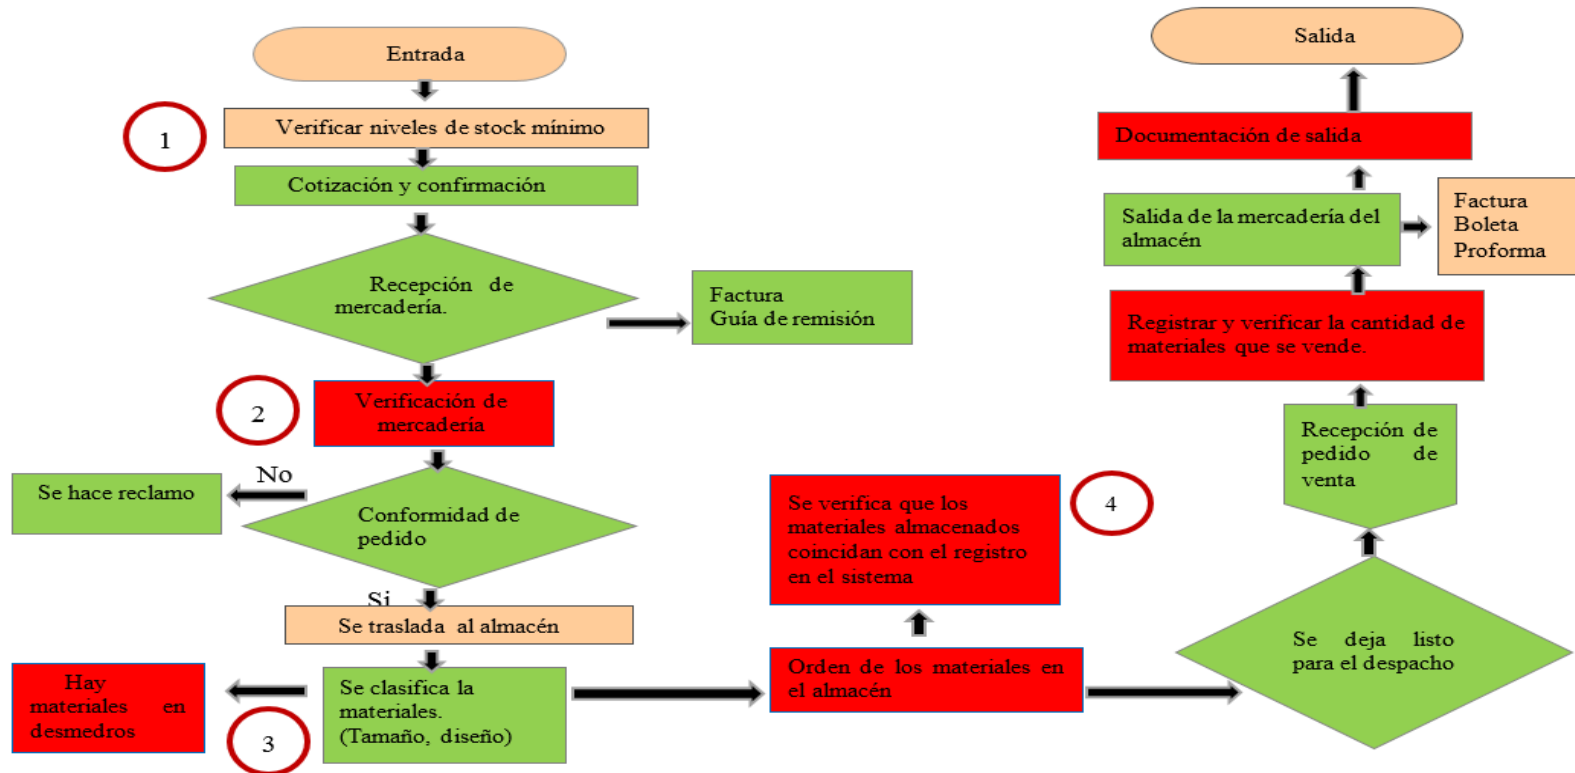 Entrada
1
Verificar niveles de stock mínimo
Cotización y confirmación
Recepción de
mercadería.
Factura
Guía de remisión
2
Verificación de
mercadería
No
Se hace reclamo
Conformidad de
pedido
Si
Se traslada al almacén
Hay
materiales en
desmedros
3
Se clasifica la
materiales.
(Tamaño, diseño)
Se verifica que los
materiales almacenados
coincidan con el registro
en el sistema
4
Orden de los materiales en
el almacén
Se deja listo
para el despacho
Recepción de
pedido de
venta
Registrar y verificar la cantidad de
materiales que se vende.
Salida de la mercadería del
almacén
Factura
Boleta
Proforma
Documentación de salida
Salida